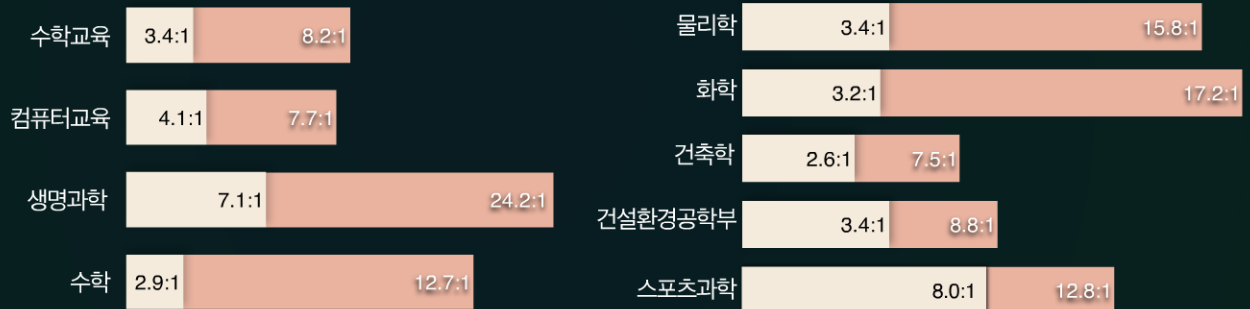 수학교육 3.4:1 8.2:1
컴퓨터교육 4.1:1 7.7:1
생명과학 7.1:1 24.2:1
수학 2.9:1 12.7:1
물리학 3.4:1 15.8:1
화학 3.2:1 17.2:1
건축학 2.6:1 7.5:1
건설환경공학부 3.4:1 8.8:1
스포츠과학 8.0:1 12.8:1